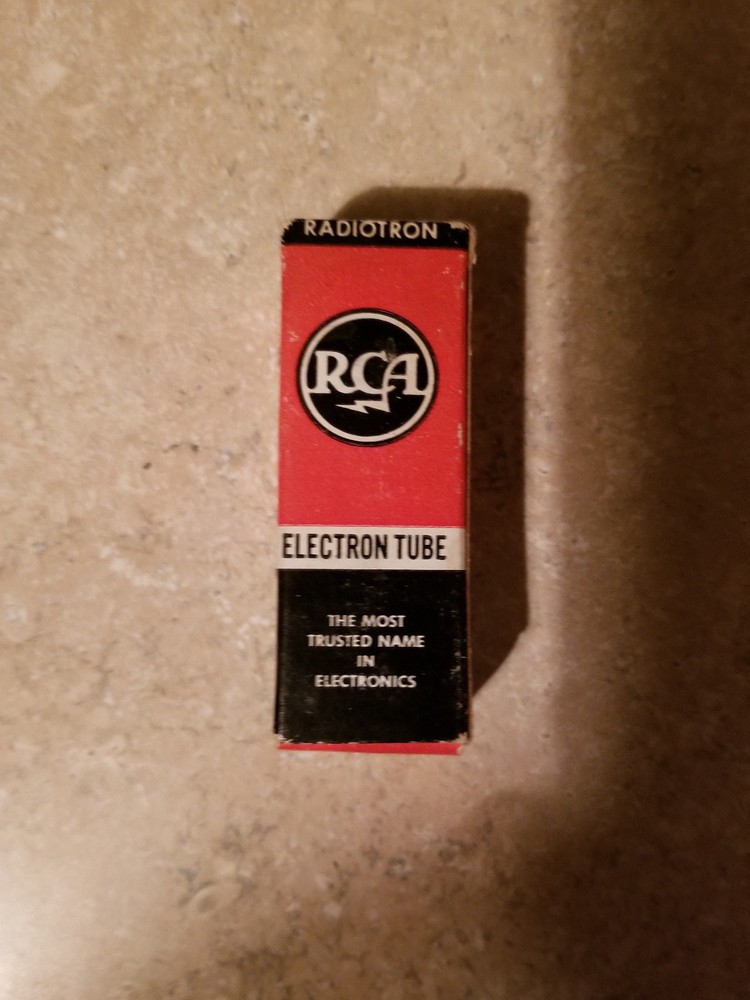 RADIOTRON
RCA
ELECTRON TUBE
THE MOST
TRUSTED NAME
IN
ELECTRONICS